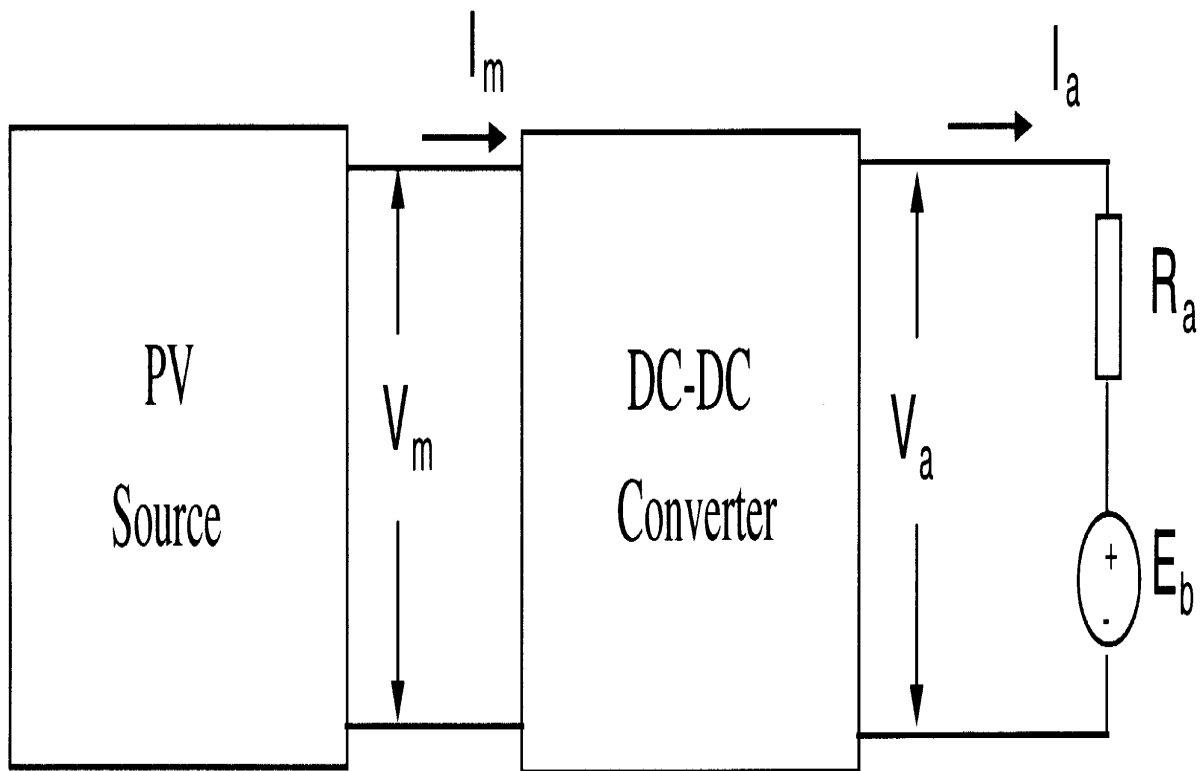 I_m
I_a
PV
Source
V_m
DC-DC
Converter
V_a
R_a
+
-
E_b